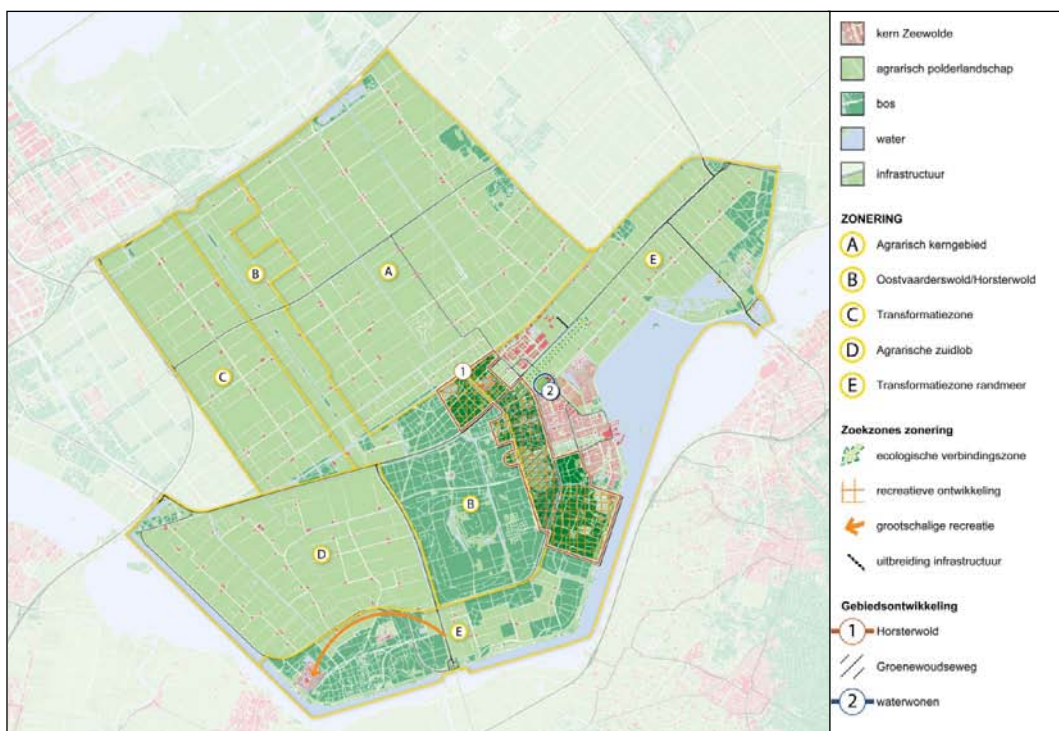 B
A
E
C
1
2
B
D
E
kern Zeewolde
agrarisch polderlandschap
bos
water
infrastructuur
ZONERING
A Agrarisch kerngebied
B Oostvaarderswold/Horsterwold
C Transformatiezone
D Agrarische zuidlob
E Transformatiezone randmeer
Zoekzones zonering
ecologische verbindingszone
recreatieve ontwikkeling
grootschalige recreatie
uitbreiding infrastructuur
Gebiedsontwikkeling
1 Horsterwold
Groenewoudseweg
2 waterwonen